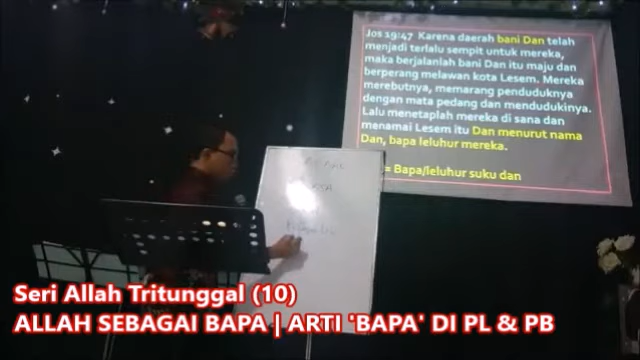 Jos 19:47 Karena daerah bani Dan telah
menjadi terlalu sempit untuk mereka,
maka berjalanlah bani Dan itu maju dan
berperang melawan kota Lesem. Mereka
merebutnya, memarang penduduknya
dengan mata pedang dan mendudukinya.
Lalu menetaplah mereka di sana dan
menamai Lesem itu Dan menurut nama
Dan, bapa leluhur mereka.
= Bapa/leluhur suku dan
Seri Allah Tritunggal (10)
ALLAH SEBAGAI BAPA | ARTI 'BAPA' DI PL & PB